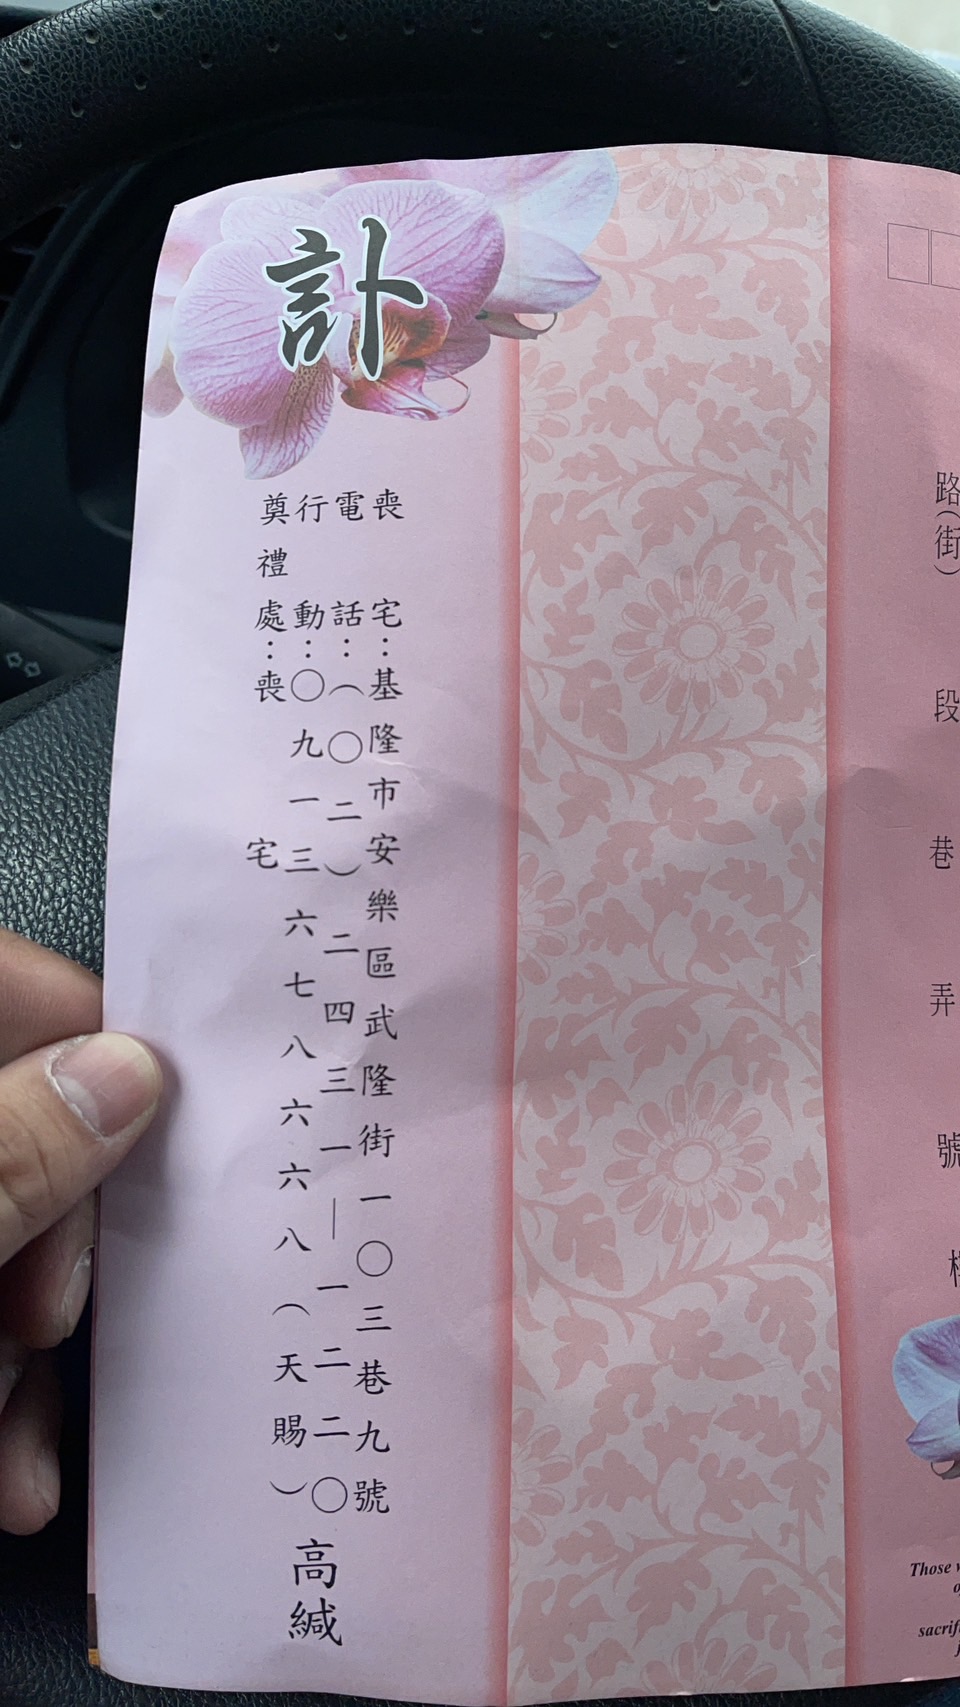 訃
喪宅：基隆市安樂區武隆街一〇三巷九號
電話：（〇二）二四三一—一二二〇
行動：〇九一三六七八六六八（天賜）
奠禮處：喪宅
高緘
路（街）
段
巷
弄
號
Those
sacrif